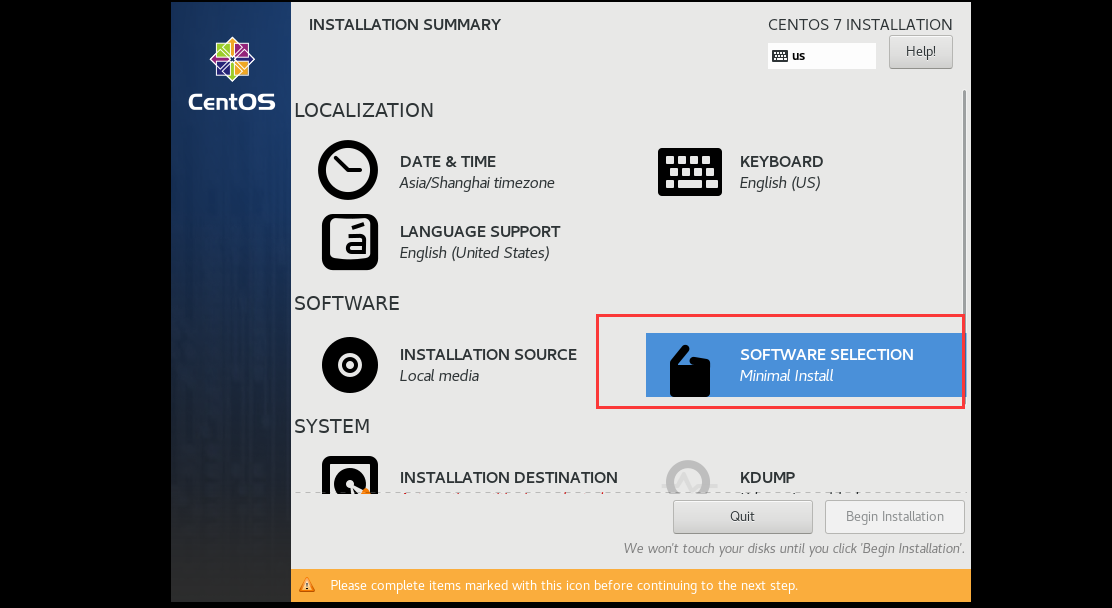 INSTALLATION SUMMARY
CENTOS 7 INSTALLATION
us
Help!
CentOS
LOCALIZATION
DATE & TIME
Asia/Shanghai timezone
KEYBOARD
English (US)
á
LANGUAGE SUPPORT
English (United States)
SOFTWARE
INSTALLATION SOURCE
Local media
SOFTWARE SELECTION
Minimal Install
SYSTEM
INSTALLATION DESTINATION
KDUMP
Quit
Begin Installation
We won't touch your disks until you click 'Begin Installation'.
Please complete items marked with this icon before continuing to the next step.